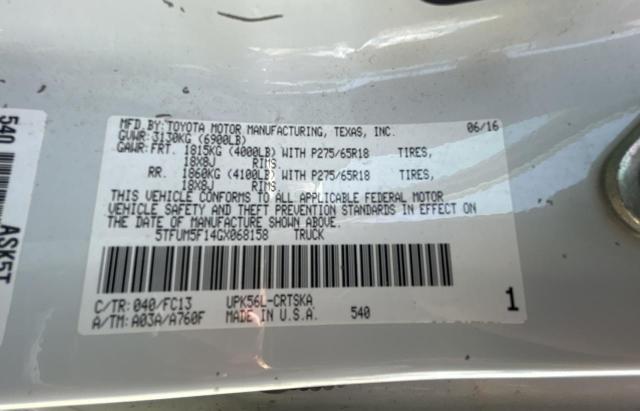 MFD.BY:TOYOTA MOTOR MANUFACTURING, TEXAS, INC. 06/16
GVWR:3130KG (6900LB)
GAWR:FRT. 1815KG (4000LB) WITH P275/65R18 TIRES,
18X8J RIMS.
RR. 1860KG (4100LB) WITH P275/65R18 TIRES,
18X8J RIMS.
THIS VEHICLE CONFORMS TO ALL APPLICABLE FEDERAL MOTOR
VEHICLE SAFETY AND THEFT PREVENTION STANDARDS IN EFFECT ON
THE DATE OF MANUFACTURE SHOWN ABOVE.
5TFUM5F14GX068158 TRUCK
C/TR: 040/FC13 UPK56L-CRTSKA 1
A/TM: A03A/A760F MADE IN U.S.A. 540
540
ASK5T